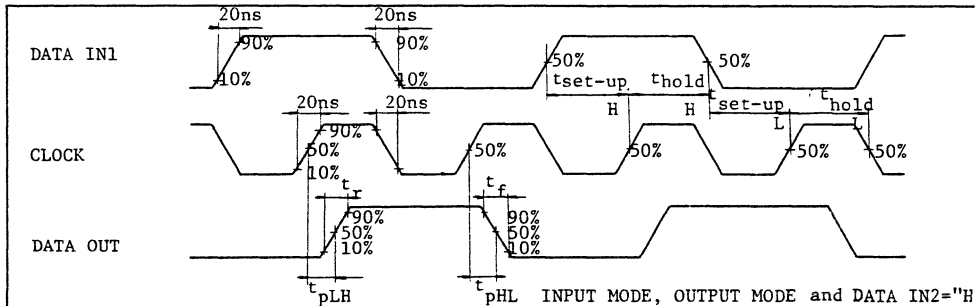 20ns 20ns
DATA IN1
90% 90%
10% 10%
50% 50%
tset-up H thold H
tset-up L thold L
20ns 20ns
CLOCK
90%
50%
10%
50% 50% 50% 50%
tr tf
DATA OUT
90% 90%
50% 50%
10% 10%
tpLH tpHL INPUT MODE, OUTPUT MODE and DATA IN2="H